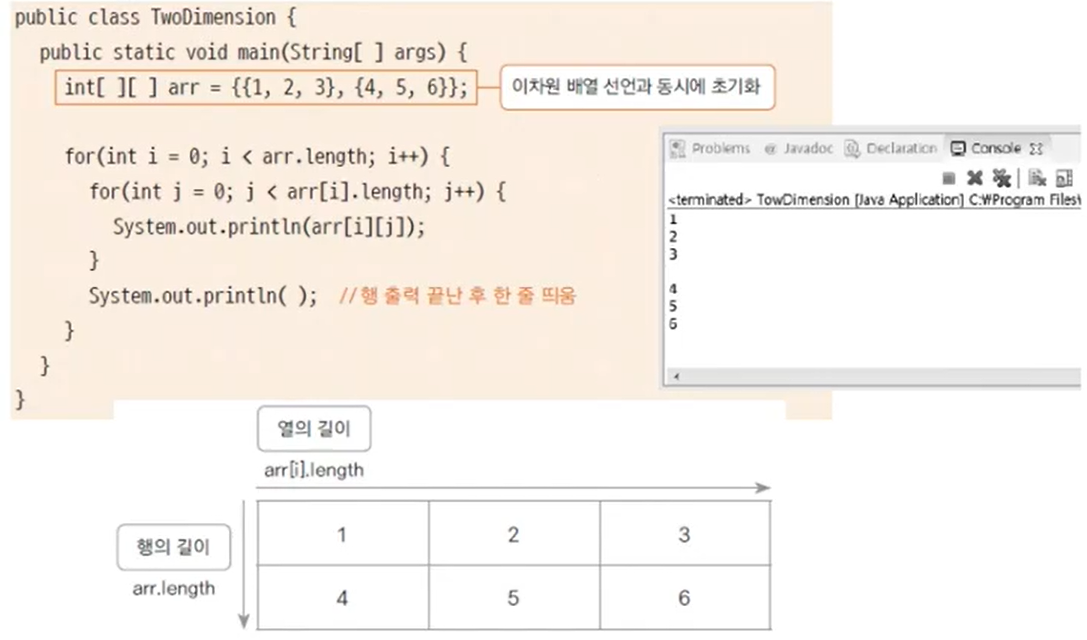 public class TwoDimension {
public static void main(String[ ] args) {
int[ ][ ] arr = {{1, 2, 3}, {4, 5, 6}};
이차원 배열 선언과 동시에 초기화
for(int i = 0; i < arr.length; i++) {
for(int j = 0; j < arr[i].length; j++) {
System.out.println(arr[i][j]);
}
System.out.println( ); //행 출력 끝난 후 한 줄 띄움
}
}
}
Problems @ Javadoc Declaration Console
<terminated> TowDimension [Java Application] C:₩Program Files₩
1
2
3
4
5
6
열의 길이
arr[i].length
행의 길이
arr.length
1 2 3
4 5 6